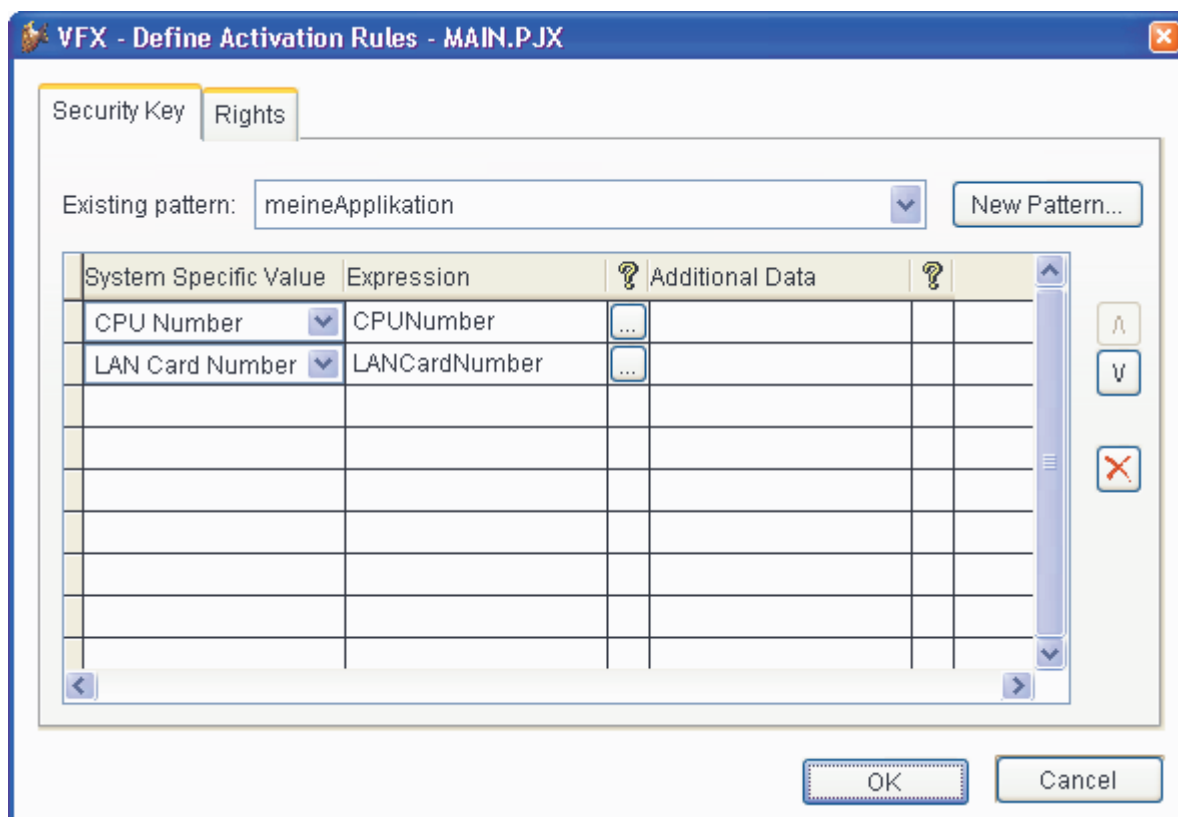 VFX - Define Activation Rules - MAIN.PJX
Security Key Rights
Existing pattern: meineApplikation New Pattern...
System Specific Value Expression ? Additional Data ?
CPU Number CPUNumber ...
LAN Card Number LANCardNumber ...
OK Cancel